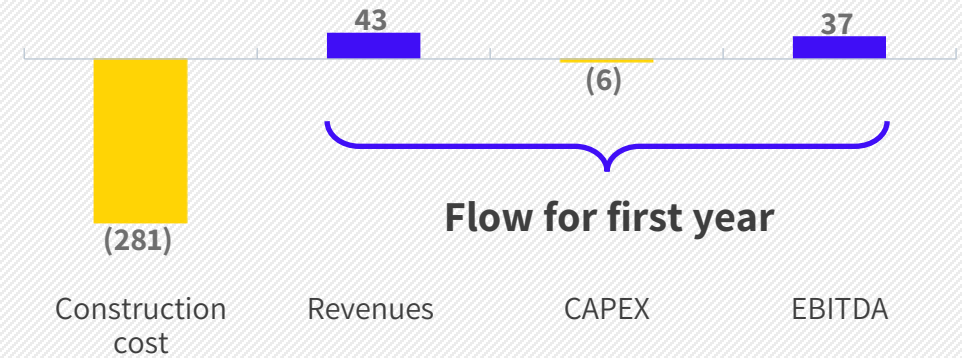 43
37
(6)
(281)
Flow for first year
Construction
cost
Revenues
CAPEX
EBITDA